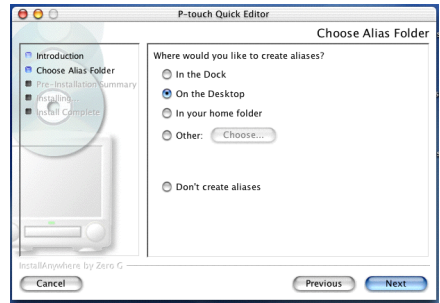 P-touch Quick Editor
Choose Alias Folder
Introduction
Choose Alias Folder
Pre-Installation Summary
Installing...
Install Complete
Where would you like to create aliases?
In the Dock
On the Desktop
In your home folder
Other: Choose...
Don't create aliases
InstallAnywhere by Zero G
Cancel
Previous
Next